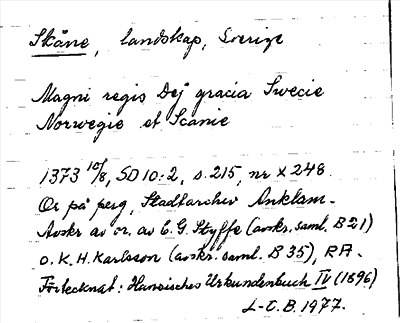 Skåne, landskap, Sverige
Magni regis Dej gracia Swecie
Norwegie et Scanie
1373 10/8, SD 10:2, s. 215, nr X 248.
Or på perg, Stadtarchiv Anklam.
Avskr av or. av C. G. Styffe (avskr. saml. B 21)
o. K. H. Karlsson (avskr. saml. B 35), RA.
Förtecknat: Hansisches Urkundenbuch IV (1896)
L-E. B. 1977.